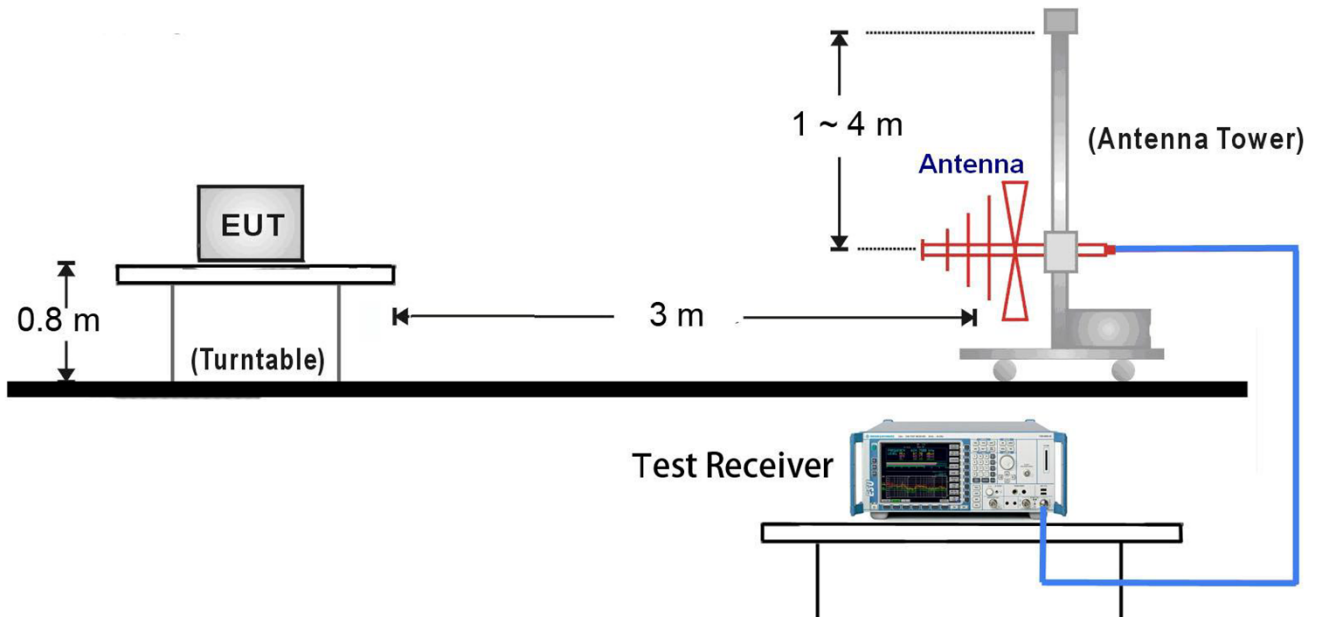 1 ~ 4 m
(Antenna Tower)
Antenna
EUT
0.8 m
3 m
(Turntable)
Test Receiver